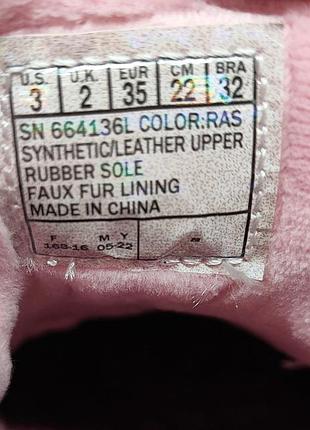 U.S. U.K. EUR CM BRA
3 2 35 22 32
SN 664136L COLOR:RAS
SYNTHETIC/LEATHER UPPER
RUBBER SOLE
FAUX FUR LINING
MADE IN CHINA
F M Y
168-16 05-22